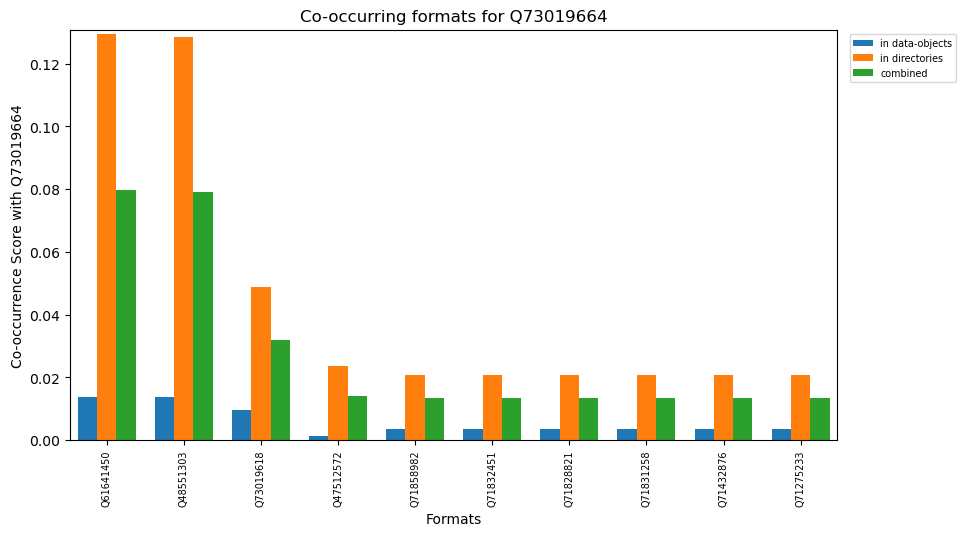 Co-occurring formats for Q73019664
in data-objects
in directories
combined
Co-occurrence Score with Q73019664
0.12
0.10
0.08
0.06
0.04
0.02
0.00
Q61641450
Q48551303
Q73019618
Q47512572
Q71858982
Q71832451
Q71828821
Q71831258
Q71432876
Q71275233
Formats